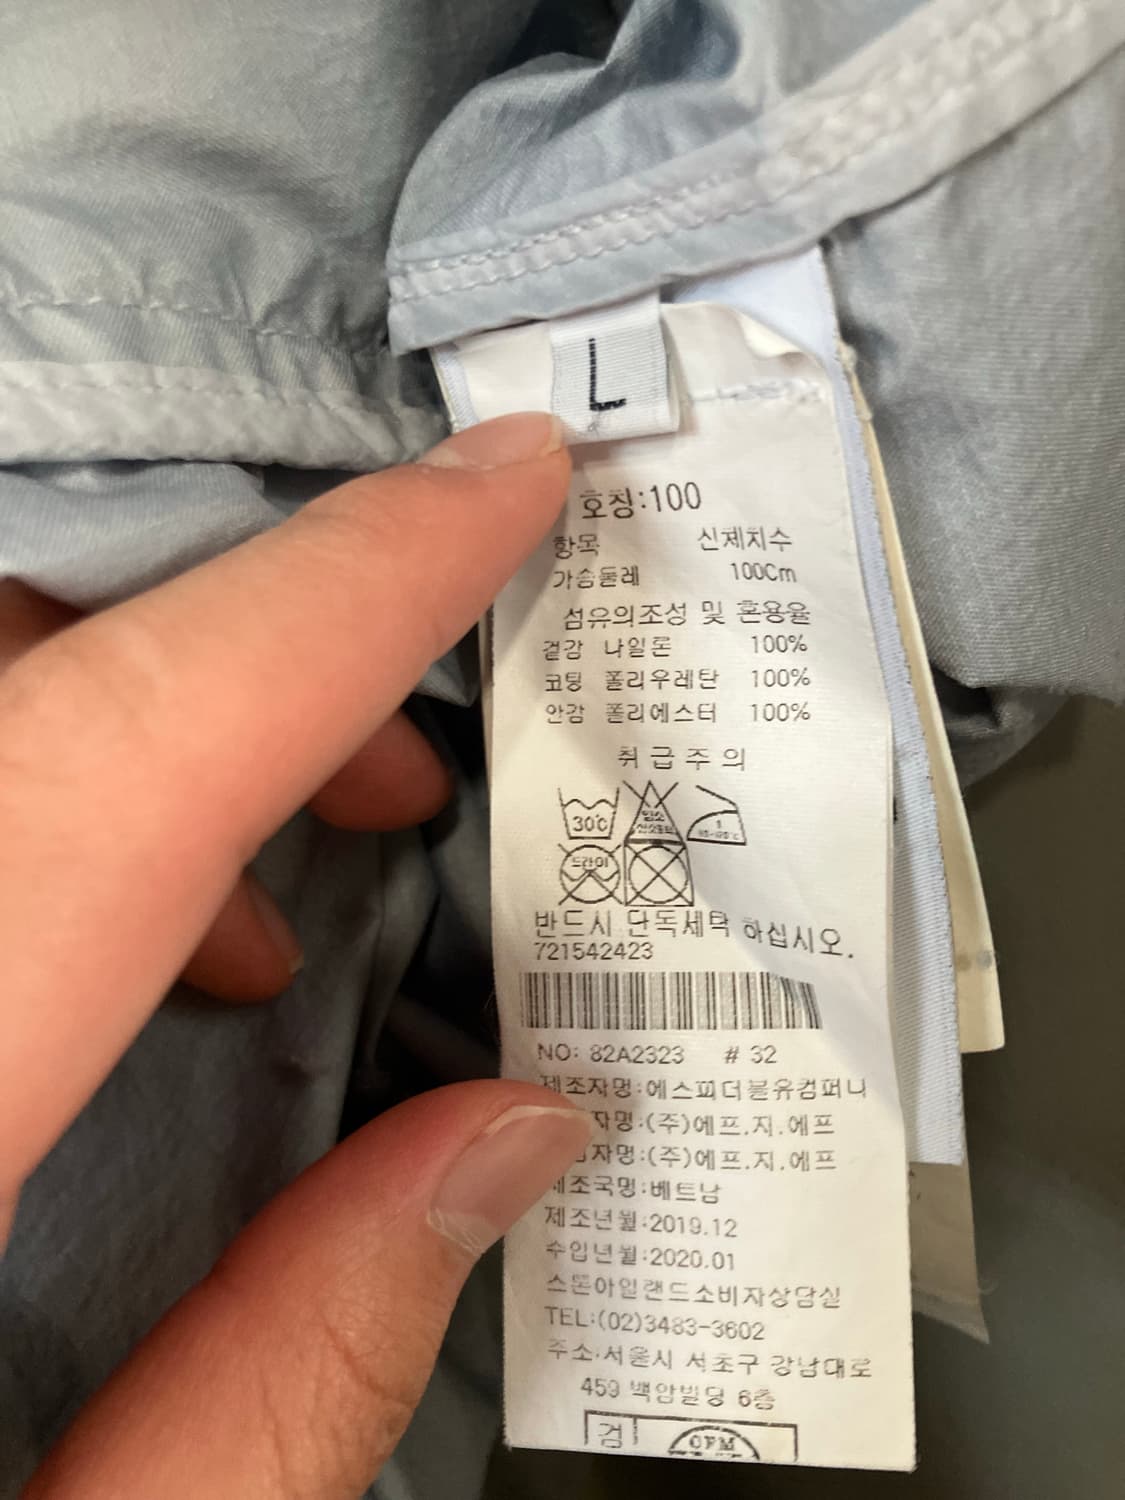 L
호칭:100
항목 신체치수
가슴둘레 100Cm
섬유의조성 및 혼용율
겉감 나일론 100%
코팅 폴리우레탄 100%
안감 폴리에스터 100%
취급주의
30℃
염소
드라이
반드시 단독세탁 하십시오.
721542423
NO: 82A2323 # 32
제조자명:에스피더블유컴퍼니
자명:(주)에프.지.에프
자명:(주)에프.지.에프
제조국명:베트남
제조년월:2019.12
수입년월:2020.01
스톤아일랜드소비자상담실
TEL:(02)3483-3602
주소:서울시 서초구 강남대로
459 백암빌딩 6층
검